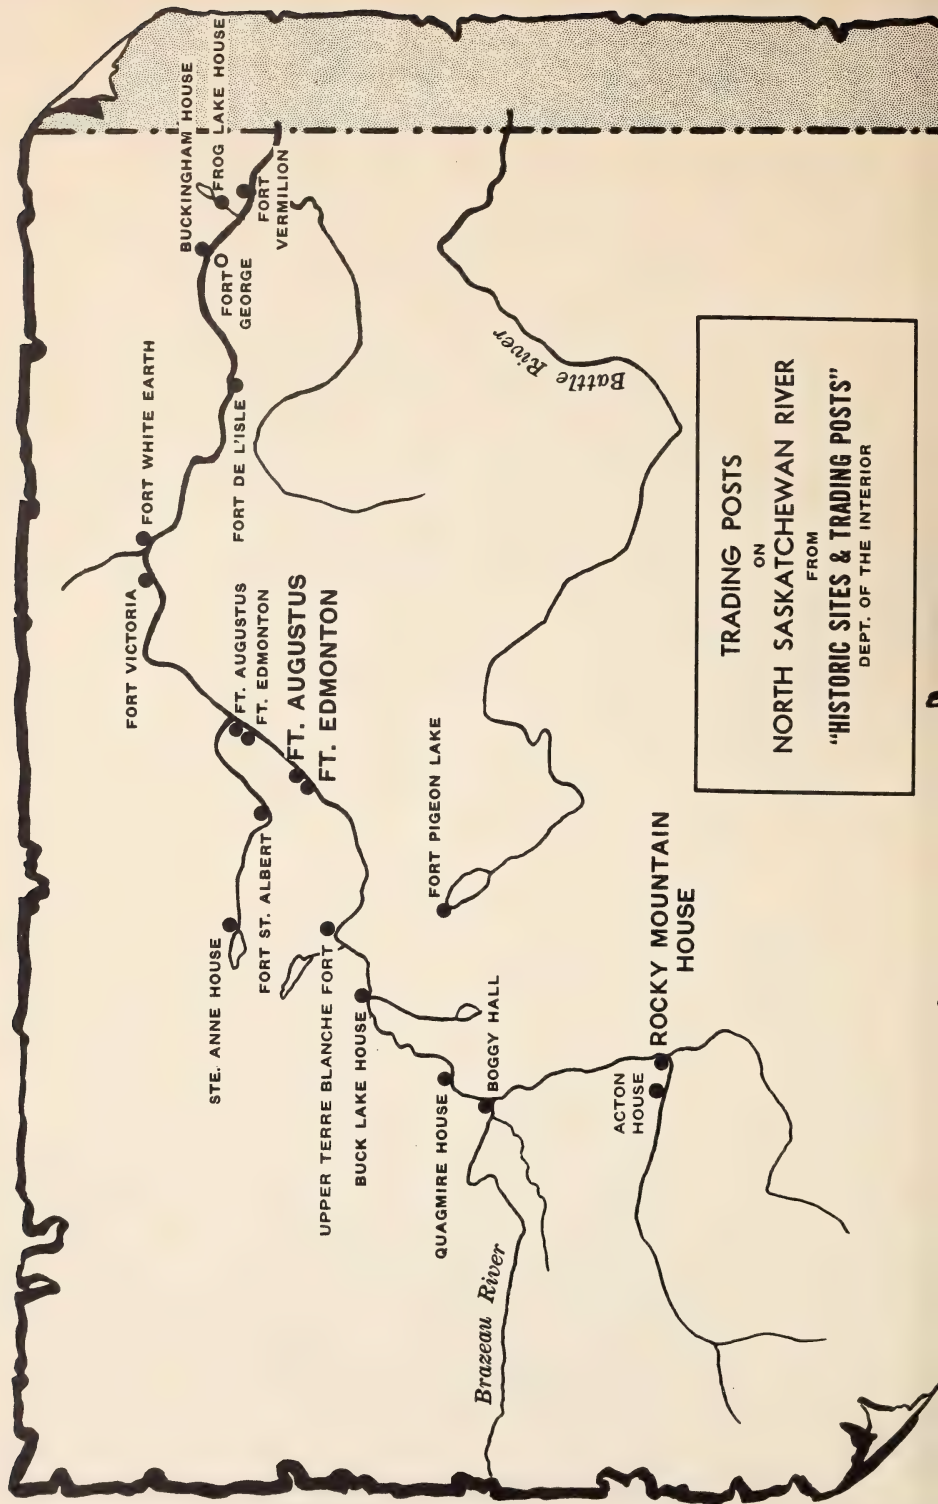 BUCKINGHAM HOUSE
FROG LAKE HOUSE
FORT
VERMILION
FORT
GEORGE
FORT WHITE EARTH
FORT DE L'ISLE
FORT VICTORIA
FT. AUGUSTUS
FT. EDMONTON
FT. AUGUSTUS
FT. EDMONTON
STE. ANNE HOUSE
FORT ST. ALBERT
UPPER TERRE BLANCHE FORT
BUCK LAKE HOUSE
FORT PIGEON LAKE
QUAGMIRE HOUSE
BOGGY HALL
Battle River
Brazeau River
ACTON
HOUSE
ROCKY MOUNTAIN
HOUSE
TRADING POSTS
ON
NORTH SASKATCHEWAN RIVER
FROM
"HISTORIC SITES & TRADING POSTS"
DEPT. OF THE INTERIOR